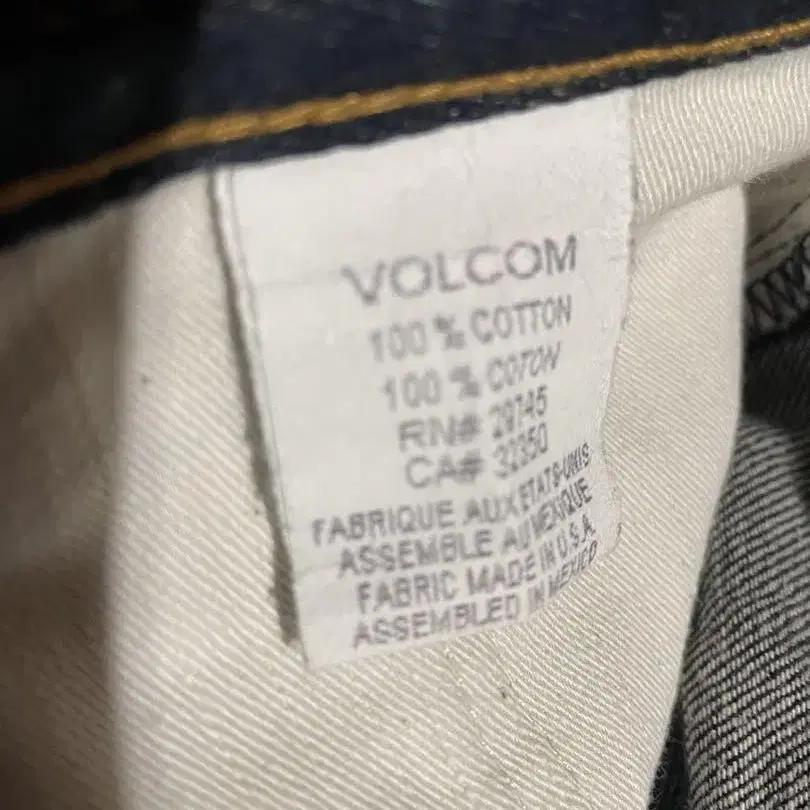 VOLCOM
100 % COTTON
100 % COTON
RN# 29745
CA# 32350
FABRIQUE AUX ETATS-UNIS
ASSEMBLE AU MEXIQUE
FABRIC MADE IN U.S.A.
ASSEMBLED IN MEXICO